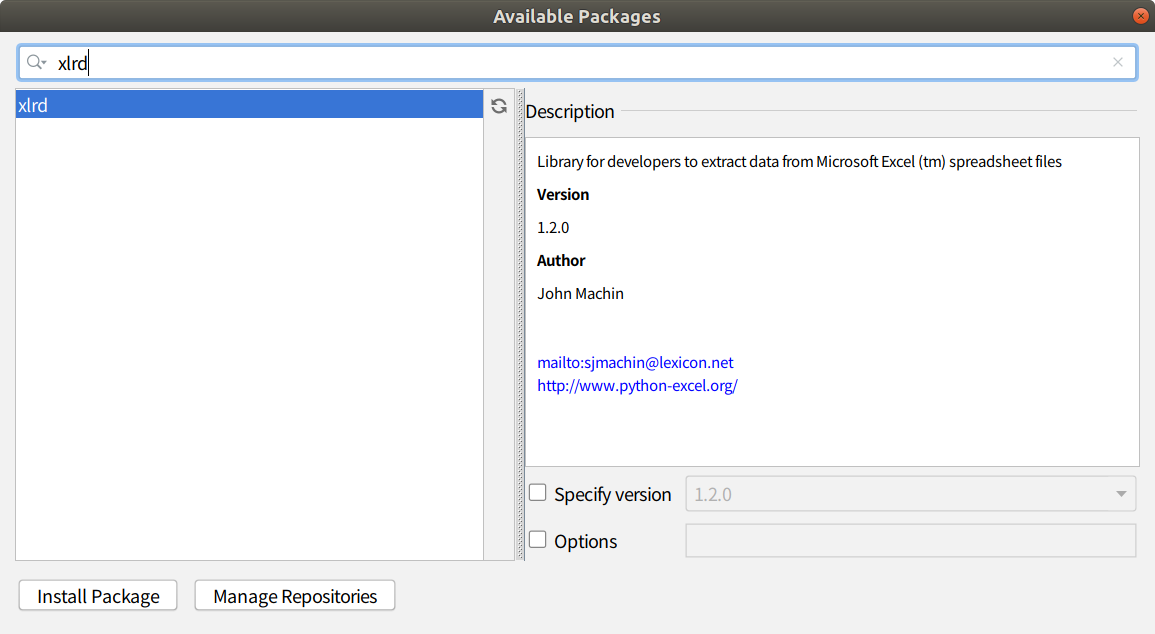 Available Packages
xlrd
xlrd
Description
Library for developers to extract data from Microsoft Excel (tm) spreadsheet files
Version
1.2.0
Author
John Machin
mailto:sjmachin@lexicon.net
http://www.python-excel.org/
Specify version 1.2.0
Options
Install Package Manage Repositories